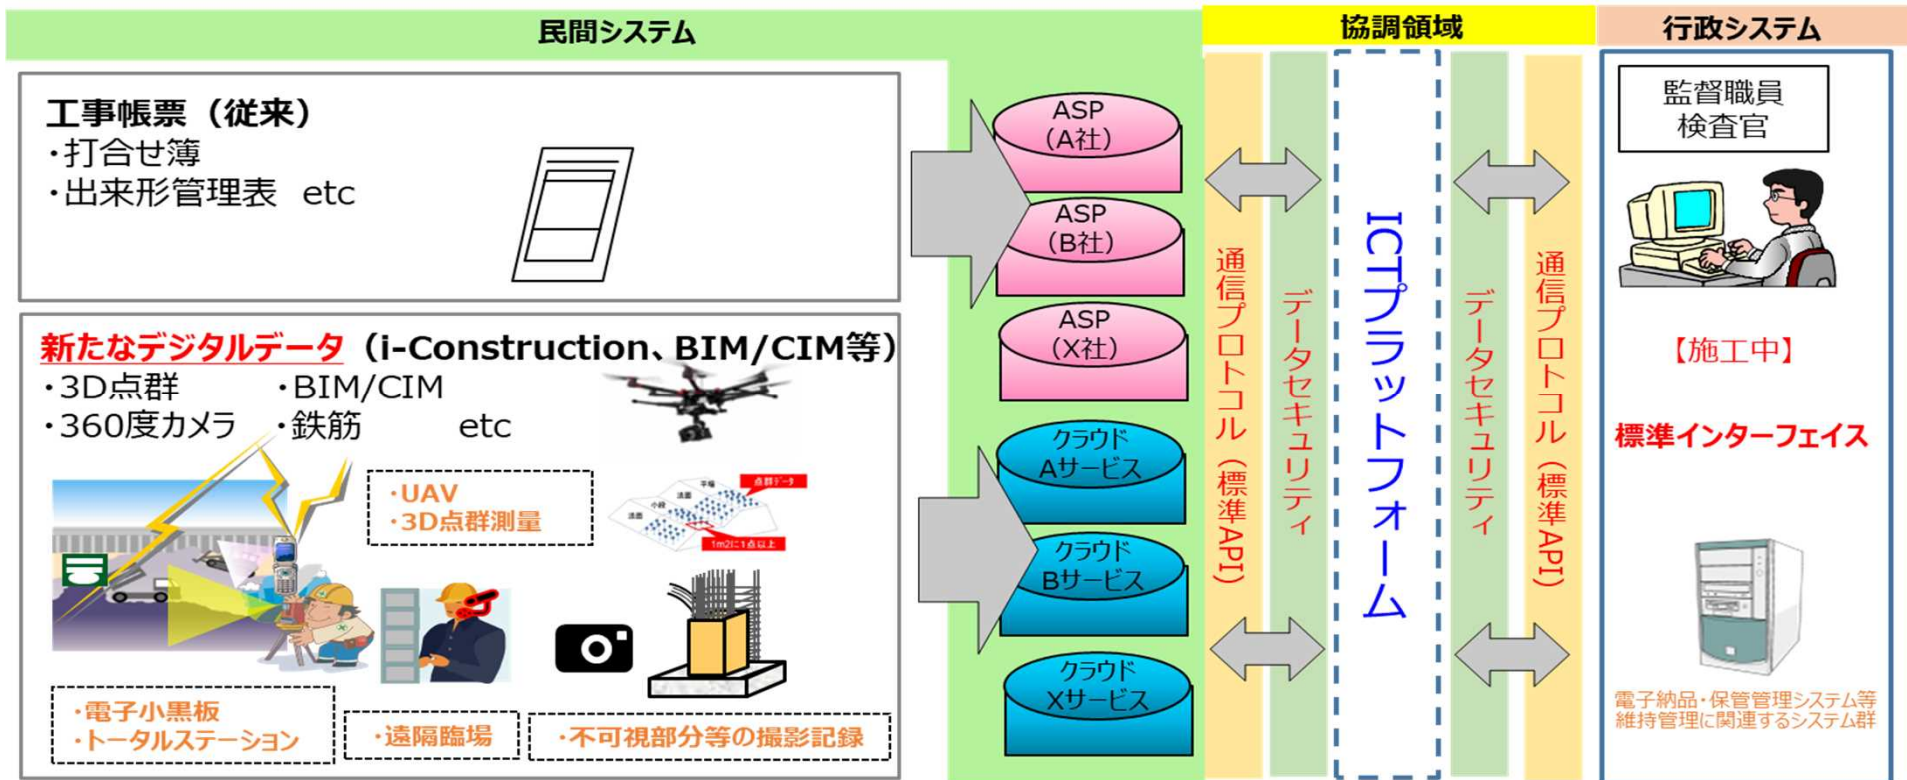 民間システム
協調領域
行政システム
工事帳票（従来）
・打合せ簿
・出来形管理表 etc
新たなデジタルデータ（i-Construction、BIM/CIM等）
・3D点群 ・BIM/CIM
・360度カメラ ・鉄筋 etc
・UAV
・3D点群測量
点群データ
平場
法面
小段
法面
1m2に1点以上
・電子小黒板
・トータルステーション
・遠隔臨場
・不可視部分等の撮影記録
ASP
（A社）
ASP
（B社）
ASP
（X社）
クラウド
Aサービス
クラウド
Bサービス
クラウド
Xサービス
通信プロトコル（標準API）
データセキュリティ
ICTプラットフォーム
データセキュリティ
通信プロトコル（標準API）
監督職員
検査官
【施工中】
標準インターフェイス
電子納品・保管管理システム等
維持管理に関連するシステム群